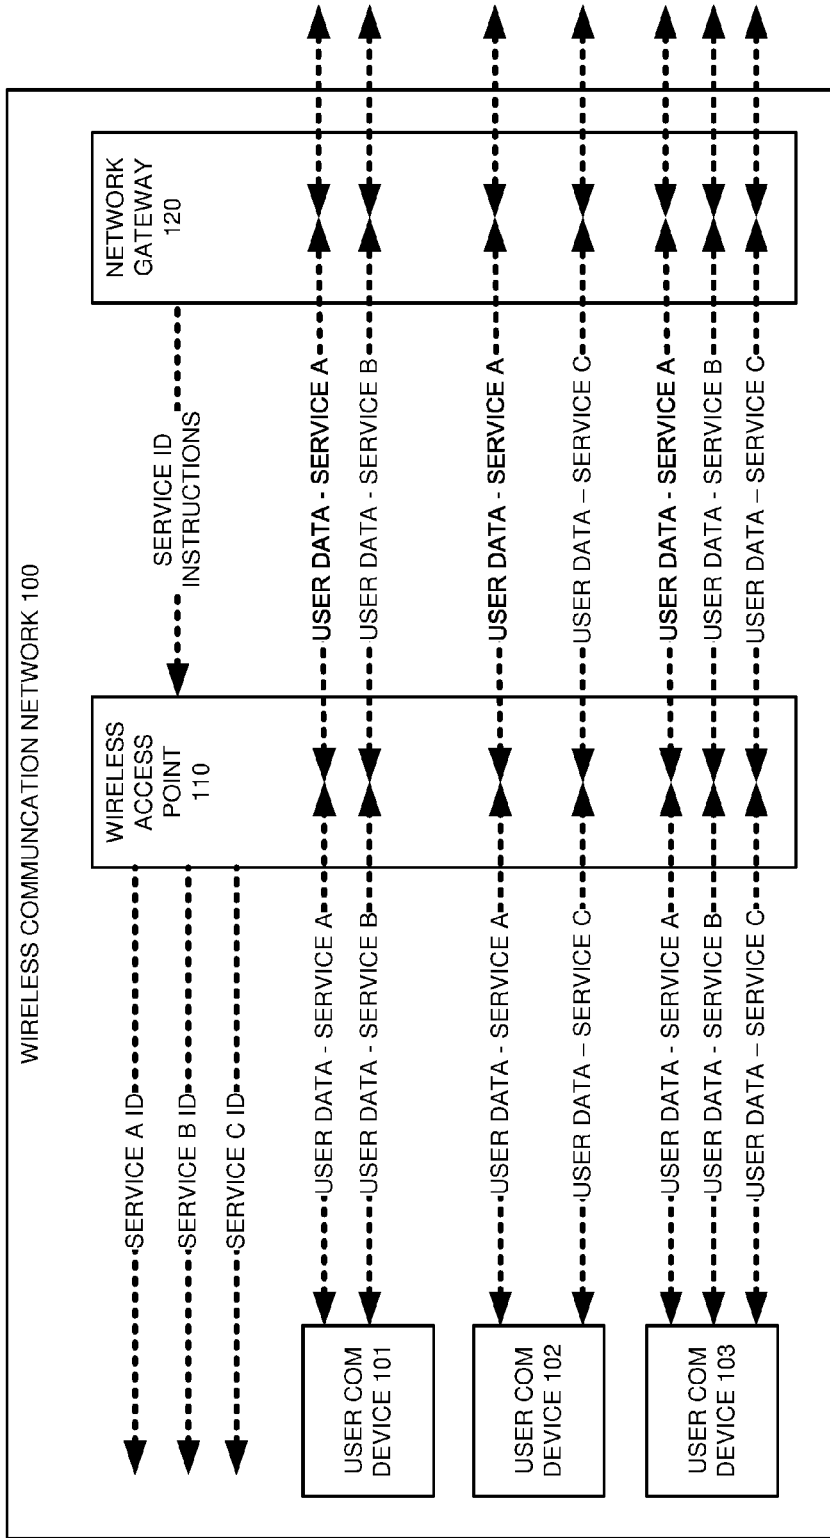 WIRELESS COMMUNCATION NETWORK 100
SERVICE A ID
SERVICE B ID
SERVICE C ID
WIRELESS
ACCESS
POINT
110
SERVICE ID
INSTRUCTIONS
NETWORK
GATEWAY
120
USER COM
DEVICE 101
USER DATA - SERVICE A
USER DATA - SERVICE A
USER DATA - SERVICE B
USER DATA - SERVICE B
USER COM
DEVICE 102
USER DATA - SERVICE A
USER DATA - SERVICE A
USER DATA – SERVICE C
USER DATA – SERVICE C
USER COM
DEVICE 103
USER DATA - SERVICE A
USER DATA - SERVICE A
USER DATA - SERVICE B
USER DATA - SERVICE B
USER DATA – SERVICE C
USER DATA – SERVICE C